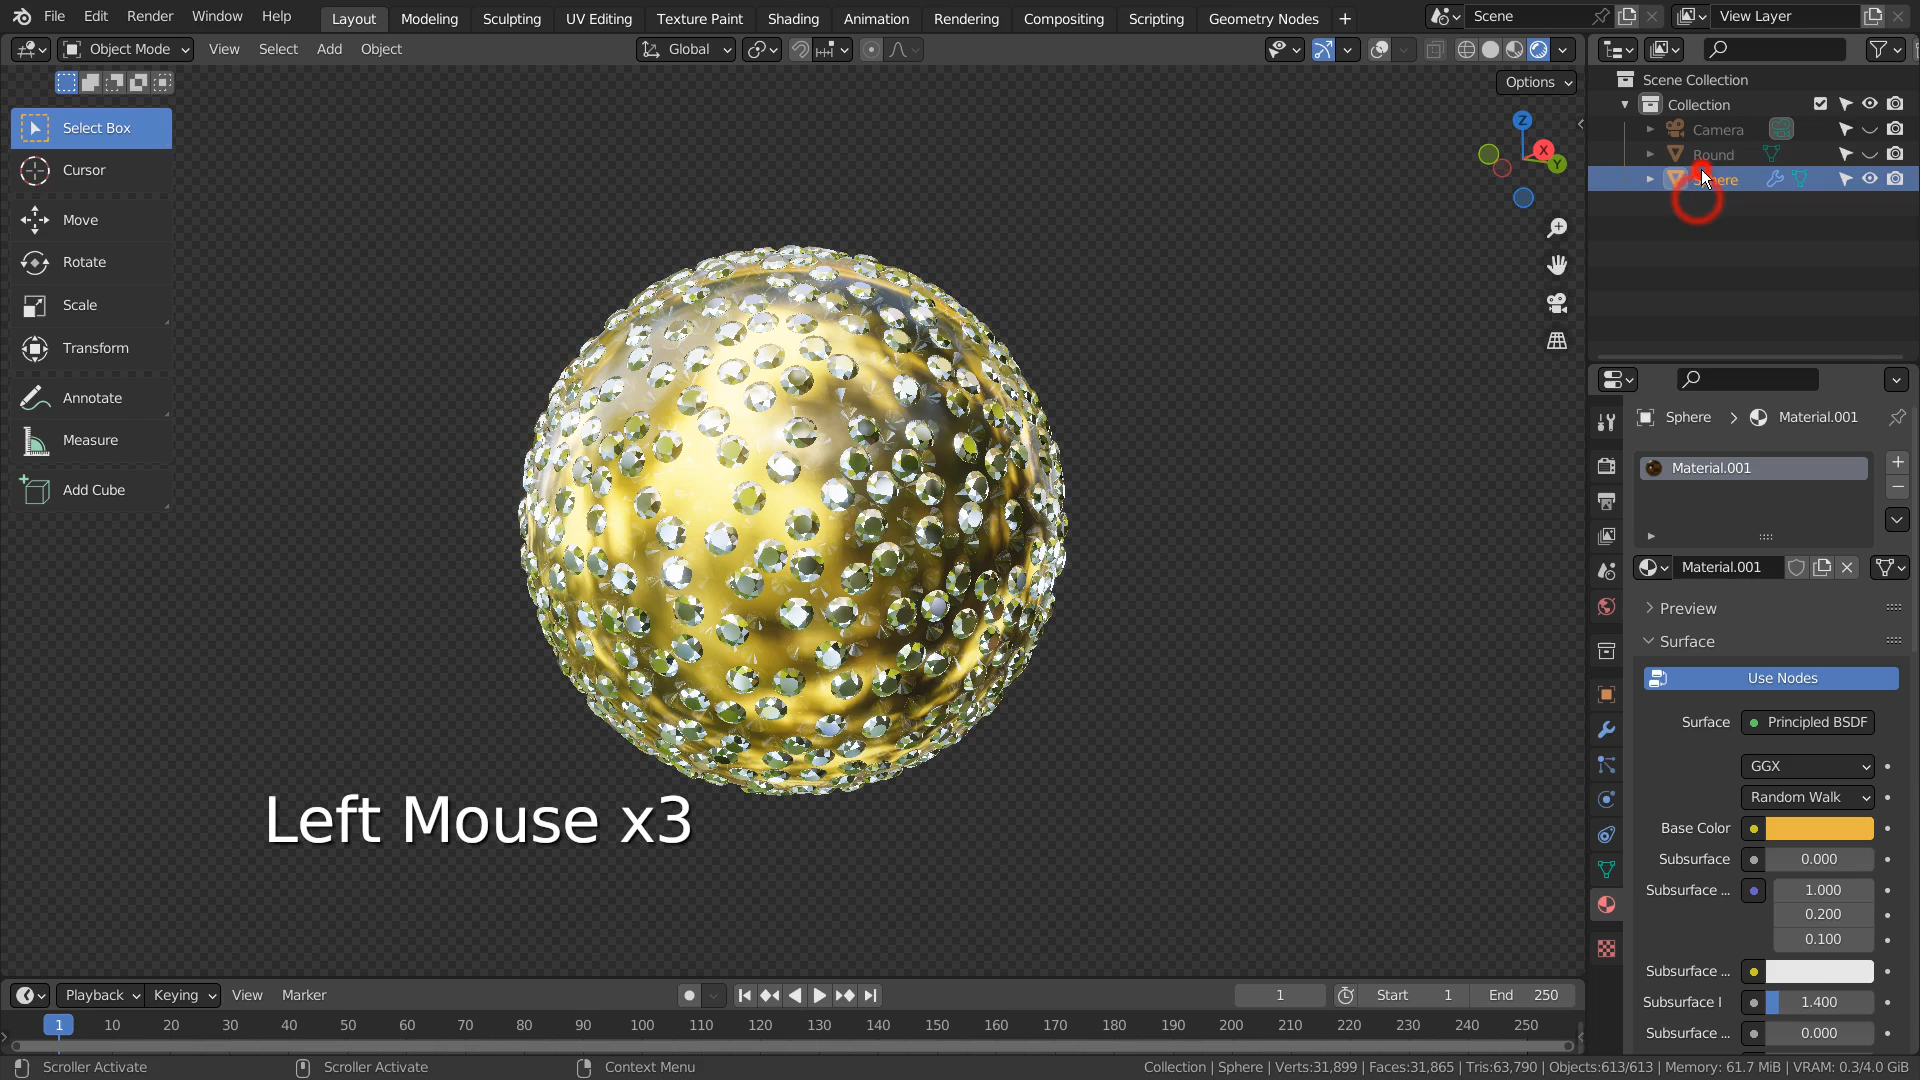 File Edit Render Window Help Layout Modeling Sculpting UV Editing Texture Paint Shading Animation Rendering Compositing Scripting Geometry Nodes + Scene View Layer
Object Mode View Select Add Object Global
Options
Select Box
Cursor
Move
Rotate
Scale
Transform
Annotate
Measure
Add Cube
Z
X
Y
Scene Collection
Collection
Camera
Round
Sphere
Sphere > Material.001
Material.001
Material.001
Preview
Surface
Use Nodes
Surface Principled BSDF
GGX
Random Walk
Base Color
Subsurface 0.000
Subsurface ... 1.000
0.200
0.100
Subsurface ...
Subsurface I 1.400
Subsurface ... 0.000
Left Mouse x3
Playback Keying View Marker 1 Start 1 End 250
1 10 20 30 40 50 60 70 80 90 100 110 120 130 140 150 160 170 180 190 200 210 220 230 240 250
Scroller Activate Scroller Activate Context Menu Collection | Sphere | Verts:31,899 | Faces:31,865 | Tris:63,790 | Objects:613/613 | Memory: 61.7 MiB | VRAM: 0.3/4.0 GiB